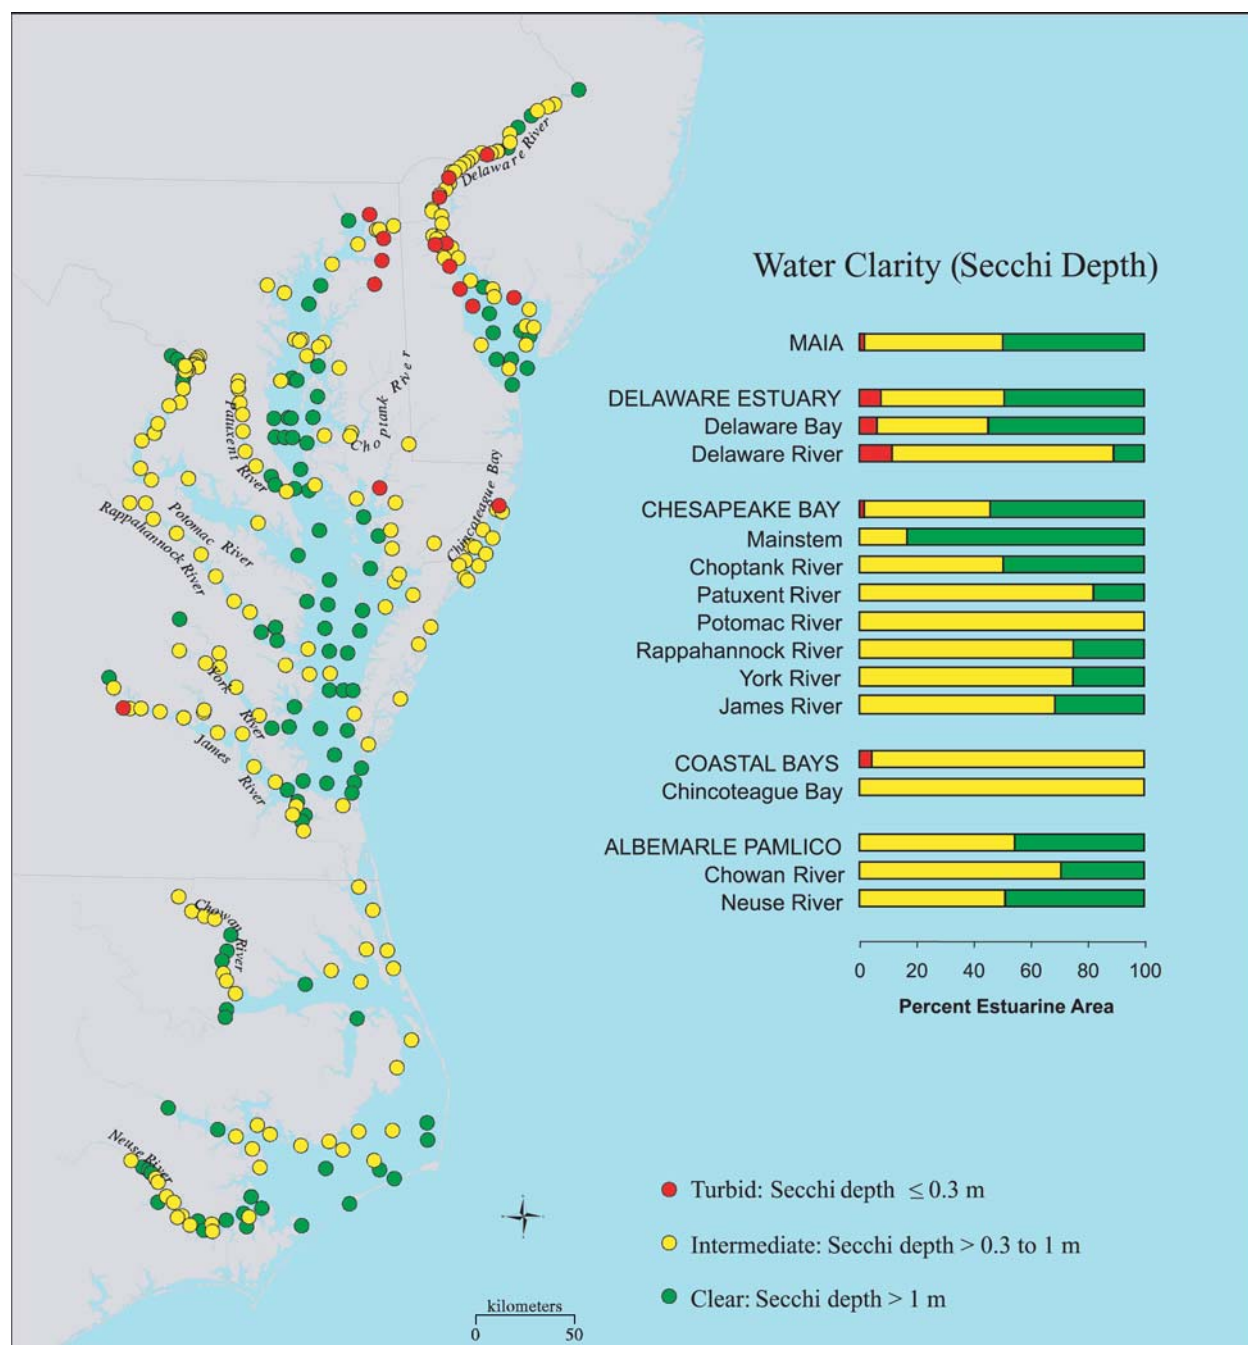 Delaware River
Water Clarity (Secchi Depth)
MAIA
DELAWARE ESTUARY
Delaware Bay
Delaware River
CHESAPEAKE BAY
Mainstem
Choptank River
Patuxent River
Potomac River
Rappahannock River
York River
James River
COASTAL BAYS
Chincoteague Bay
ALBEMARLE PAMLICO
Chowan River
Neuse River
0 20 40 60 80 100
Percent Estuarine Area
Choptank River
Patuxent River
Chincoteague Bay
Potomac River
Rappahannock River
York River
James River
Chowan River
Neuse River
Turbid: Secchi depth ≤ 0.3 m
Intermediate: Secchi depth > 0.3 to 1 m
Clear: Secchi depth > 1 m
kilometers
0 50